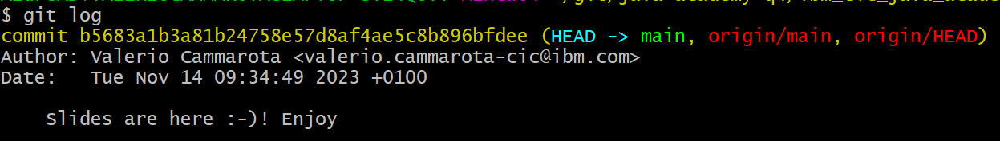 $ git log
commit b5683a1b3a81b24758e57d8af4ae5c8b896bfdee (HEAD -> main, origin/main, origin/HEAD)
Author: Valerio Cammarota <valerio.cammarota-cic@ibm.com>
Date:   Tue Nov 14 09:34:49 2023 +0100
Slides are here :-)! Enjoy